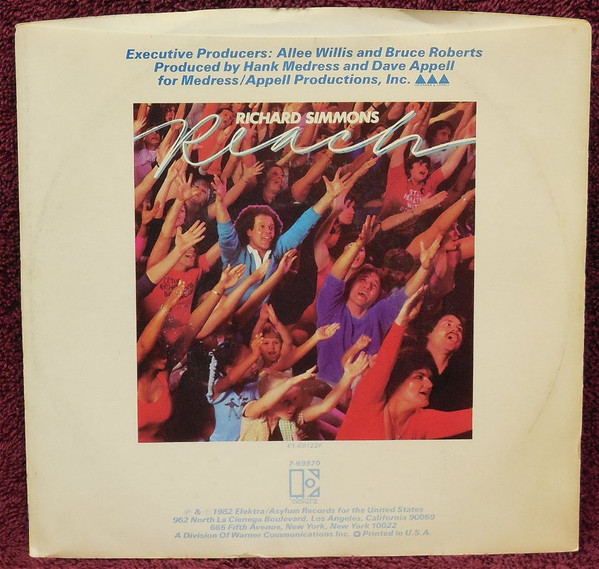 Executive Producers: Allee Willis and Bruce Roberts
Produced by Hank Medress and Dave Appell
for Medress/Appell Productions, Inc.
RICHARD SIMMONS
Reach
7-69870
℗ & © 1982 Elektra/Asylum Records for the United States
962 North La Cienega Boulevard, Los Angeles, California 90069
665 Fifth Avenue, New York, New York 10022
A Division Of Warner Communications Inc. Printed in U.S.A.